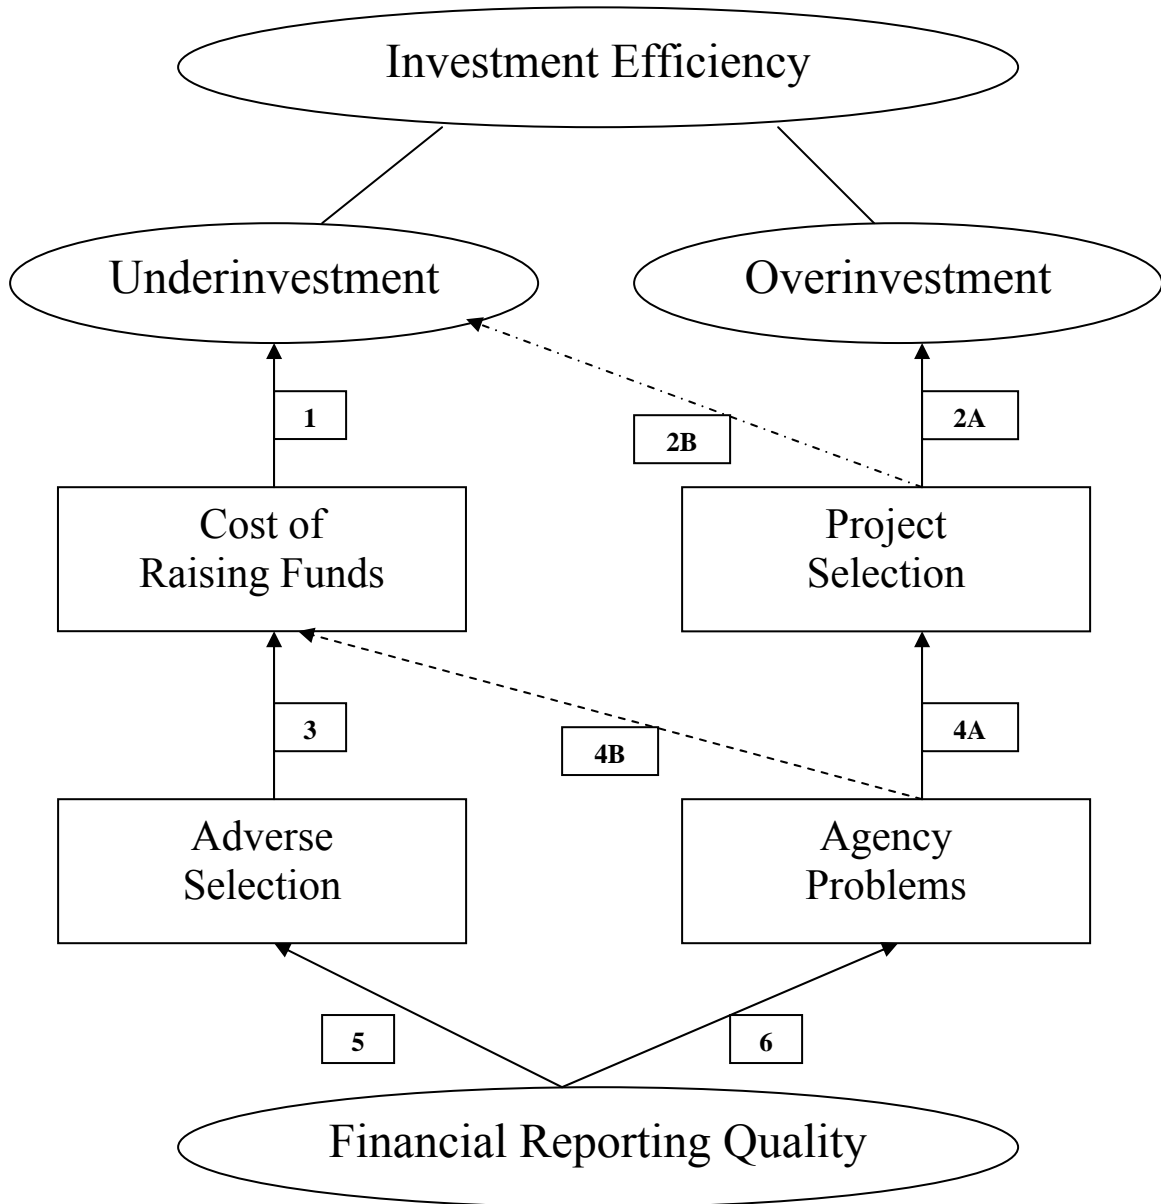 Investment Efficiency
Underinvestment
Overinvestment
1
2B
2A
Cost of
Raising Funds
Project
Selection
3
4B
4A
Adverse
Selection
Agency
Problems
5
6
Financial Reporting Quality